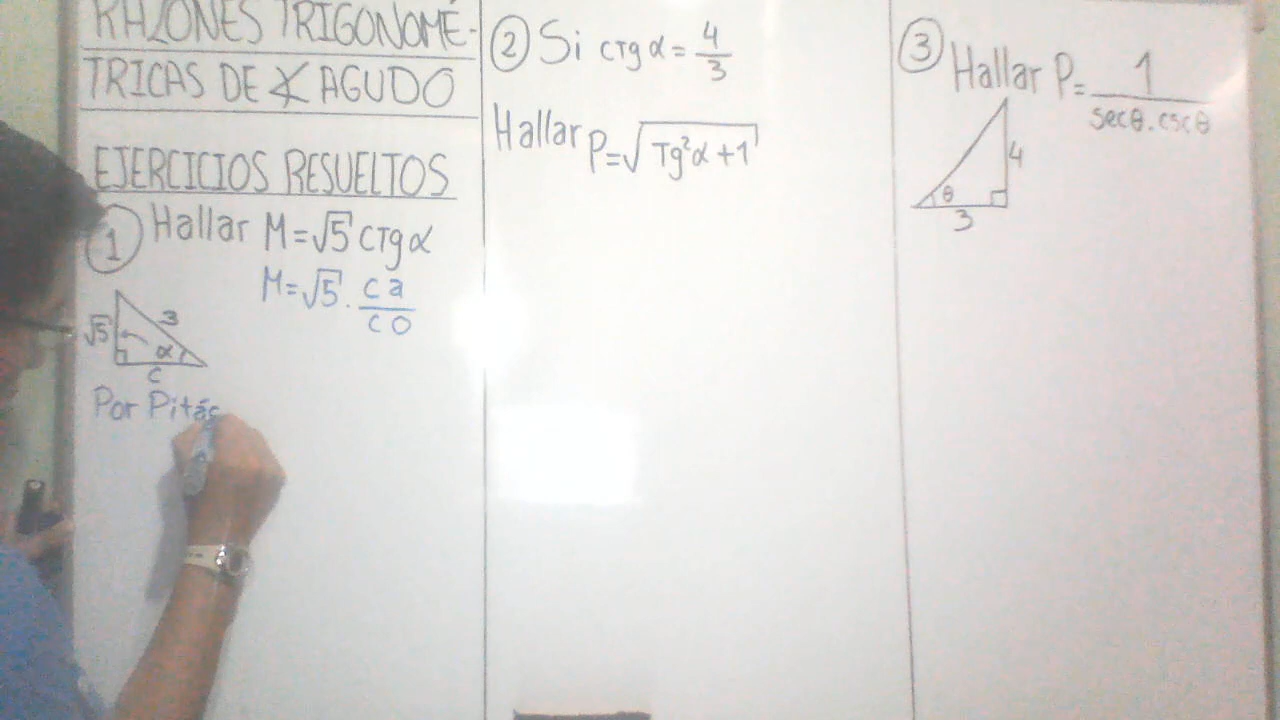 RAZONES TRIGONOMÉ-
TRICAS DE ∡ AGUDO
EJERCICIOS RESUELTOS
1 Hallar M=√5 CTgα
M=√5 . ca/co
√5
3
α
c
Por Pitág
2 Si CTgα = 4/3
Hallar P=√(Tg²α+1)
3 Hallar P= 1/(secθ.cscθ)
4
θ
3